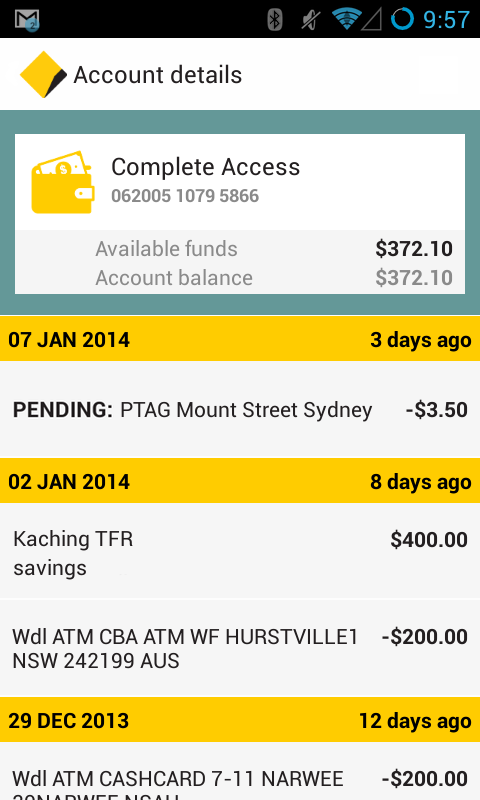 2
9:57
Account details
Complete Access
062005 1079 5866
Available funds $372.10
Account balance $372.10
07 JAN 2014 3 days ago
PENDING: PTAG Mount Street Sydney -$3.50
02 JAN 2014 8 days ago
Kaching TFR $400.00
savings
Wdl ATM CBA ATM WF HURSTVILLE1 -$200.00
NSW 242199 AUS
29 DEC 2013 12 days ago
Wdl ATM CASHCARD 7-11 NARWEE -$200.00